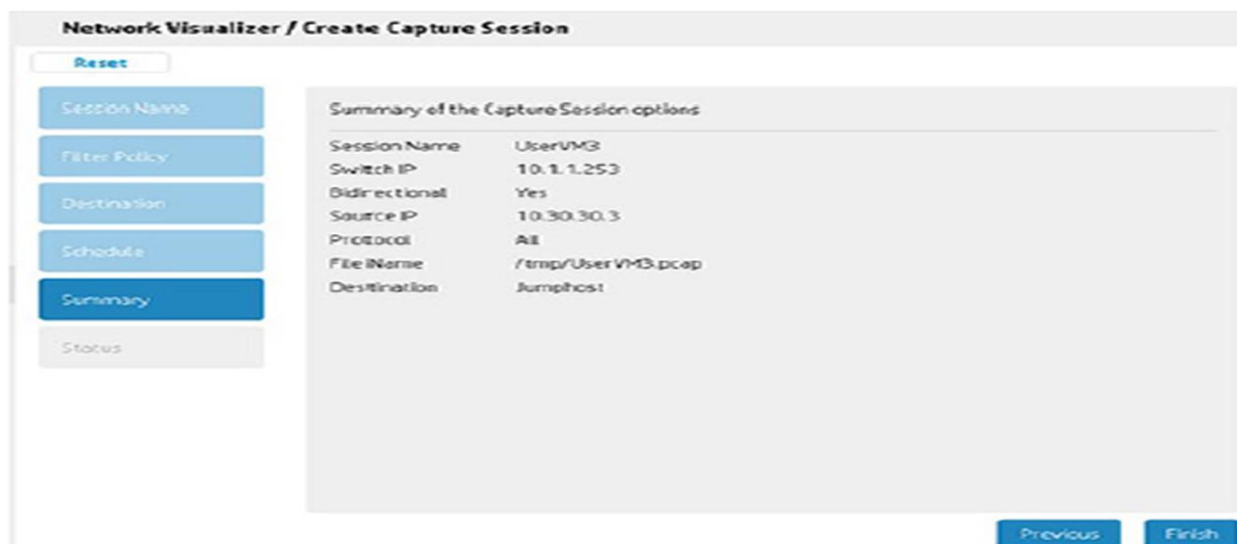 Network Visualizer / Create Capture Session
Reset
Session Name
Filter Policy
Destination
Schedule
Summary
Status
Summary of the Capture Session options
Session Name UserVM3
Switch IP 10.1.1.253
Bidirectional Yes
Source IP 10.30.30.3
Protocol All
File Name /tmp/UserVM3.pcap
Destination Jumphost
Previous Finish